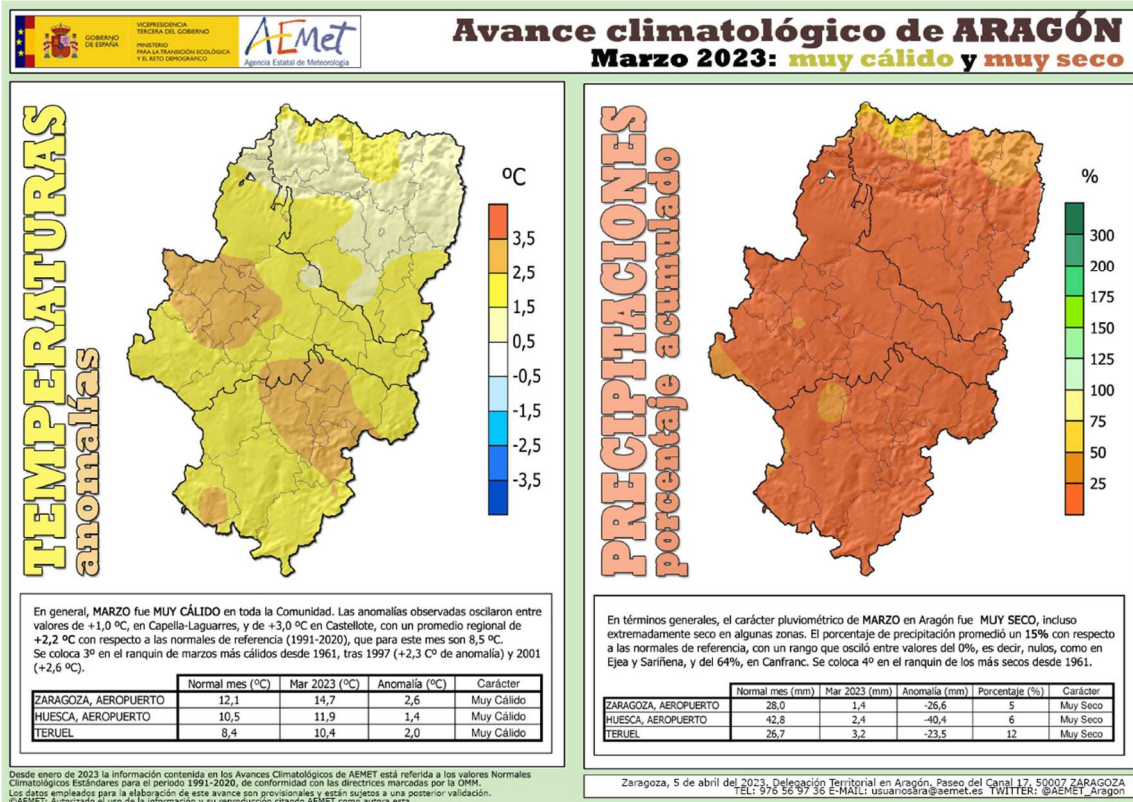 GOBIERNO
DE ESPAÑA
VICEPRESIDENCIA
TERCERA DEL GOBIERNO
MINISTERIO
PARA LA TRANSICIÓN ECOLÓGICA
Y EL RETO DEMOGRÁFICO
AEMet
Agencia Estatal de Meteorología
Avance climatológico de ARAGÓN
Marzo 2023: muy cálido y muy seco
TEMPERATURAS
anomalías
ºC
3,5
2,5
1,5
0,5
-0,5
-1,5
-2,5
-3,5
En general, MARZO fue MUY CÁLIDO en toda la Comunidad. Las anomalías observadas oscilaron entre
valores de +1,0 ºC, en Capella-Laguarres, y de +3,0 ºC en Castellote, con un promedio regional de
+2,2 ºC con respecto a las normales de referencia (1991-2020), que para este mes son 8,5 ºC.
Se coloca 3º en el ranquin de marzos más cálidos desde 1961, tras 1997 (+2,3 Cº de anomalía) y 2001
(+2,6 ºC).
Normal mes (ºC) Mar 2023 (ºC) Anomalía (ºC) Carácter
ZARAGOZA, AEROPUERTO 12,1 14,7 2,6 Muy Cálido
HUESCA, AEROPUERTO 10,5 11,9 1,4 Muy Cálido
TERUEL 8,4 10,4 2,0 Muy Cálido
PRECIPITACIONES
porcentaje acumulado
%
300
200
175
150
125
100
75
50
25
En términos generales, el carácter pluviométrico de MARZO en Aragón fue MUY SECO, incluso
extremadamente seco en algunas zonas. El porcentaje de precipitación promedió un 15% con respecto
a las normales de referencia, con un rango que osciló entre valores del 0%, es decir, nulos, como en
Ejea y Sariñena, y del 64%, en Canfranc. Se coloca 4º en el ranquin de los más secos desde 1961.
Normal mes (mm) Mar 2023 (mm) Anomalía (mm) Porcentaje (%) Carácter
ZARAGOZA, AEROPUERTO 28,0 1,4 -26,6 5 Muy Seco
HUESCA, AEROPUERTO 42,8 2,4 -40,4 6 Muy Seco
TERUEL 26,7 3,2 -23,5 12 Muy Seco
Desde enero de 2023 la información contenida en los Avances Climatológicos de AEMET está referida a los valores Normales
Climatológicos Estándares para el periodo 1991-2020, de conformidad con las directrices marcadas por la OMM.
Los datos empleados para la elaboración de este avance son provisionales y están sujetos a una posterior validación.
©AEMET: Autorizado el uso de la información y su reproducción citando AEMET como autora esta
Zaragoza, 5 de abril del 2023. Delegación Territorial en Aragón. Paseo del Canal 17. 50007 ZARAGOZA
TEL: 976 56 97 36 E-MAIL: usuariosara@aemet.es TWITTER: @AEMET_Aragon